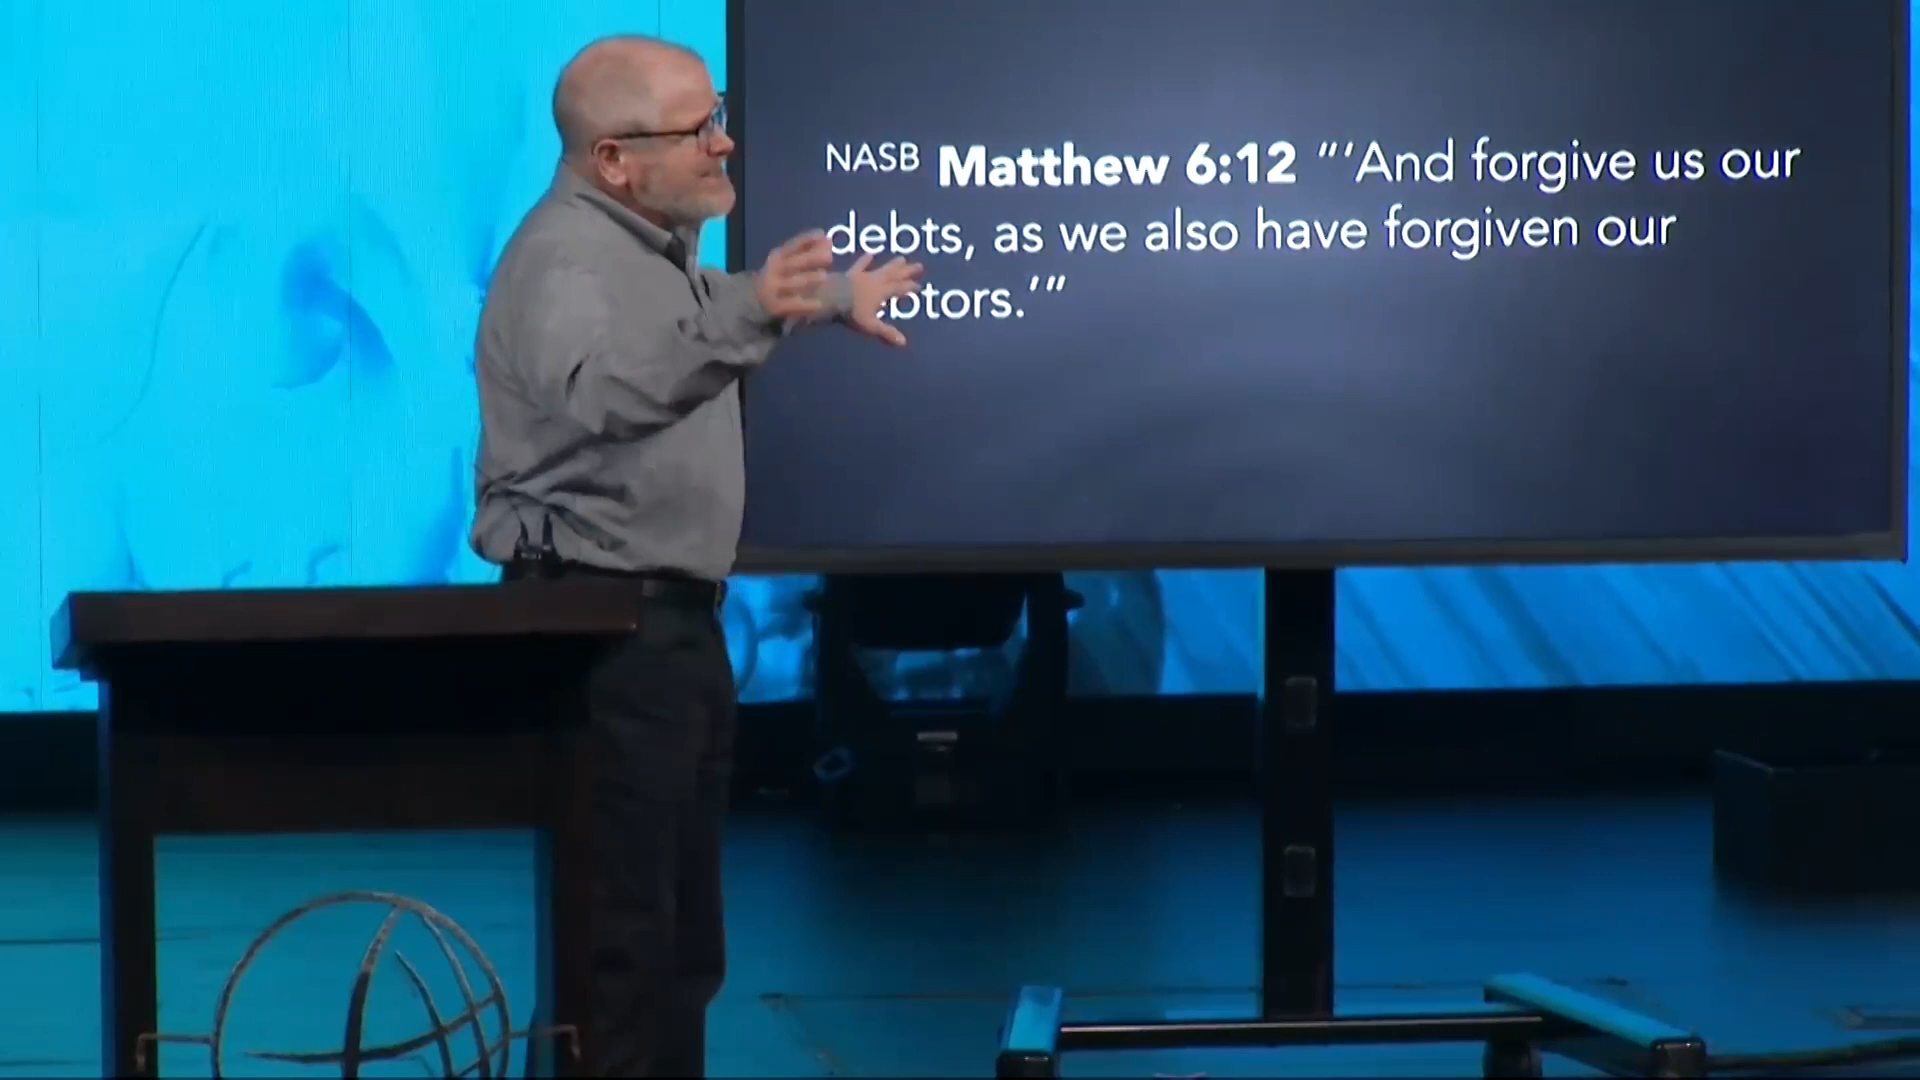 NASB Matthew 6:12 "'And forgive us our
debts, as we also have forgiven our
ebtors.'"